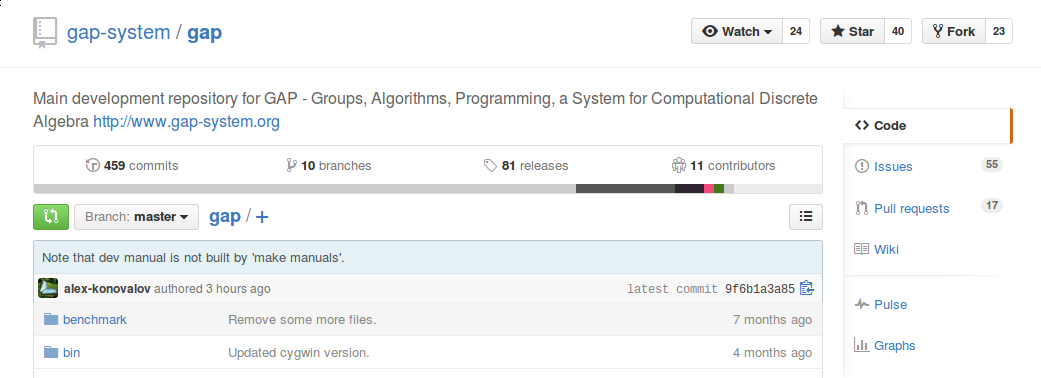 gap-system / gap
Watch 24 Star 40 Fork 23
Main development repository for GAP - Groups, Algorithms, Programming, a System for Computational Discrete
Algebra http://www.gap-system.org
459 commits 10 branches 81 releases 11 contributors
Branch: master gap / +
Note that dev manual is not built by 'make manuals'.
alex-konovalov authored 3 hours ago latest commit 9f6b1a3a85
benchmark Remove some more files. 7 months ago
bin Updated cygwin version. 4 months ago
Code
Issues 55
Pull requests 17
Wiki
Pulse
Graphs